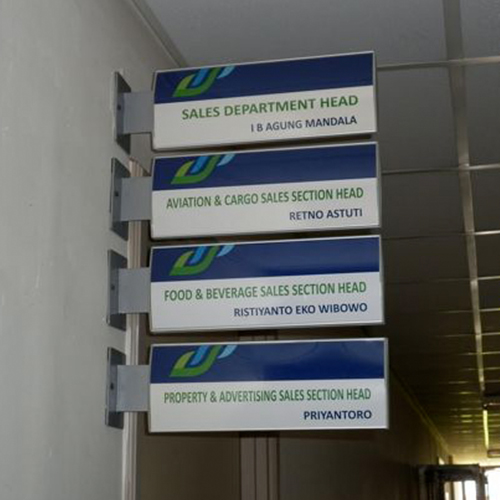 SALES DEPARTMENT HEAD
I B AGUNG MANDALA
AVIATION & CARGO SALES SECTION HEAD
RETNO ASTUTI
FOOD & BEVERAGE SALES SECTION HEAD
RISTIYANTO EKO WIBOWO
PROPERTY & ADVERTISING SALES SECTION HEAD
PRIYANTORO